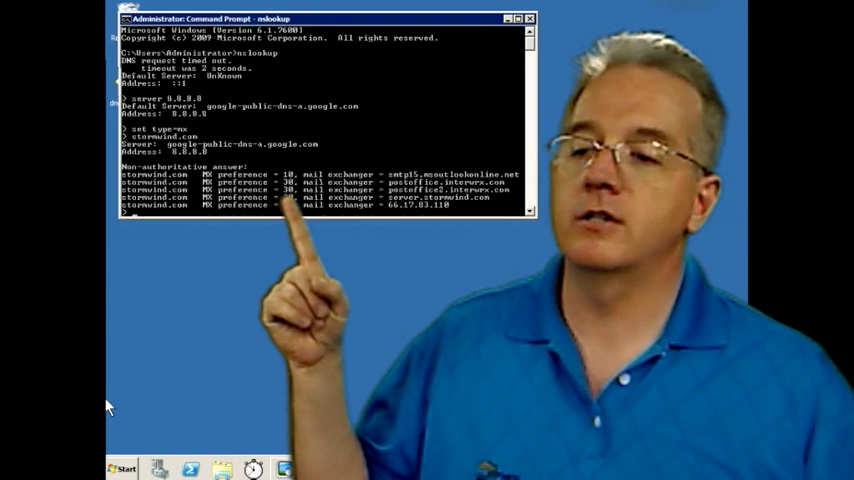 Administrator: Command Prompt - nslookup
Microsoft Windows [Version 6.1.7600]
Copyright (c) 2009 Microsoft Corporation.  All rights reserved.
C:\Users\Administrator>nslookup
DNS request timed out.
timeout was 2 seconds.
Default Server:  UnKnown
Address:  ::1
> server 8.8.8.8
Default Server:  google-public-dns-a.google.com
Address:  8.8.8.8
> set type=mx
> stormwind.com
Server:  google-public-dns-a.google.com
Address:  8.8.8.8
Non-authoritative answer:
stormwind.com   MX preference = 10, mail exchanger = smtp15.msoutlookonline.net
stormwind.com   MX preference = 30, mail exchanger = postoffice.interwrx.com
stormwind.com   MX preference = 30, mail exchanger = postoffice2.interwrx.com
stormwind.com   MX preference = mail exchanger = server.stormwind.com
stormwind.com   MX preference = mail exchanger = 66.17.83.110
>
Start